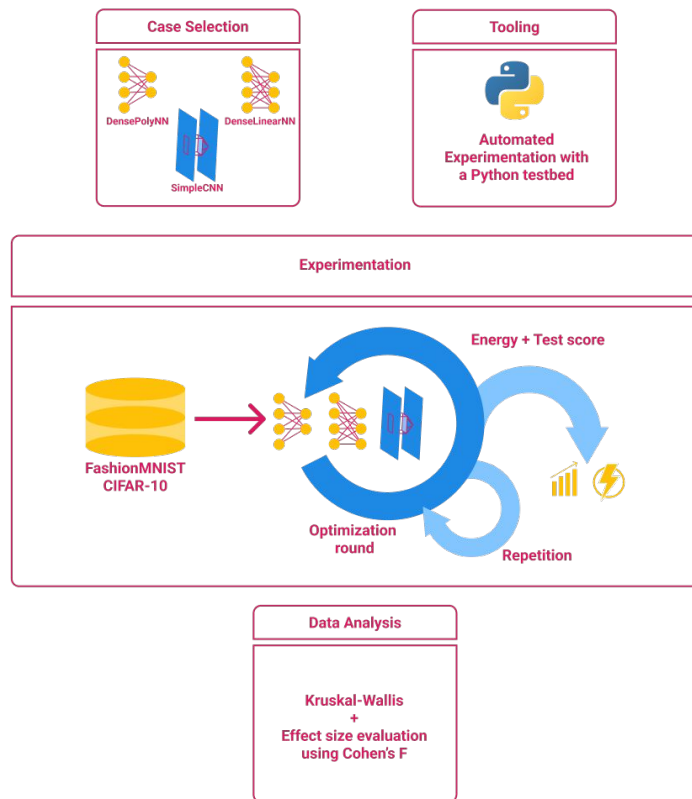 Case Selection
DensePolyNN
DenseLinearNN
SimpleCNN
Tooling
Automated
Experimentation with
a Python testbed
Experimentation
Energy + Test score
FashionMNIST
CIFAR-10
Optimization
round
Repetition
Data Analysis
Kruskal-Wallis
+
Effect size evaluation
using Cohen's F